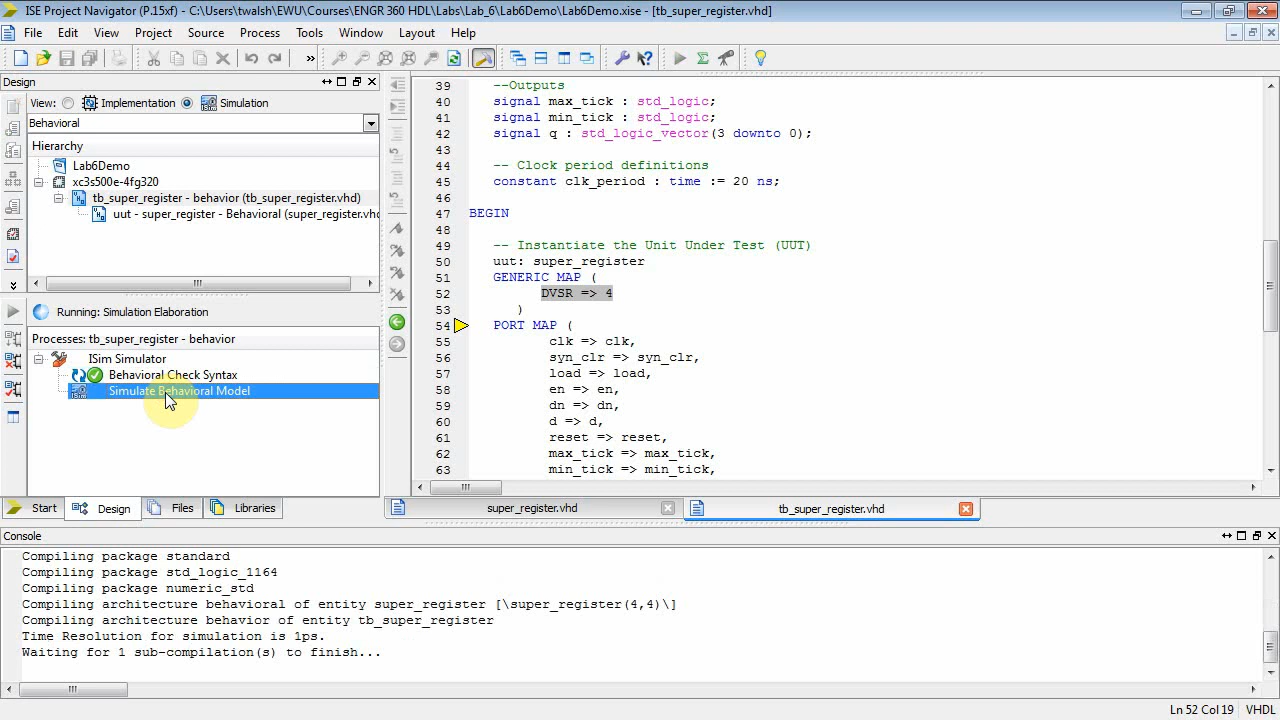 ISE Project Navigator (P.15xf) - C:\Users\twalsh\EWU\Courses\ENGR 360 HDL\Labs\Lab_6\Lab6Demo\Lab6Demo.xise - [tb_super_register.vhd]
File Edit View Project Source Process Tools Window Layout Help
»
Design
View: Implementation Simulation
Behavioral
Hierarchy
Lab6Demo
xc3s500e-4fg320
tb_super_register - behavior (tb_super_register.vhd)
uut - super_register - Behavioral (super_register.vhd
Running: Simulation Elaboration
Processes: tb_super_register - behavior
ISim Simulator
Behavioral Check Syntax
Simulate Behavioral Model
Start Design Files Libraries
39 --Outputs
40 signal max_tick : std_logic;
41 signal min_tick : std_logic;
42 signal q : std_logic_vector(3 downto 0);
43
44 -- Clock period definitions
45 constant clk_period : time := 20 ns;
46
47 BEGIN
48
49 -- Instantiate the Unit Under Test (UUT)
50 uut: super_register
51 GENERIC MAP (
52 DVSR => 4
53 )
54 PORT MAP (
55 clk => clk,
56 syn_clr => syn_clr,
57 load => load,
58 en => en,
59 dn => dn,
60 d => d,
61 reset => reset,
62 max_tick => max_tick,
63 min_tick => min_tick,
super_register.vhd tb_super_register.vhd
Console
Compiling package standard
Compiling package std_logic_1164
Compiling package numeric_std
Compiling architecture behavioral of entity super_register [\super_register(4,4)\]
Compiling architecture behavior of entity tb_super_register
Time Resolution for simulation is 1ps.
Waiting for 1 sub-compilation(s) to finish...
Ln 52 Col 19 VHDL